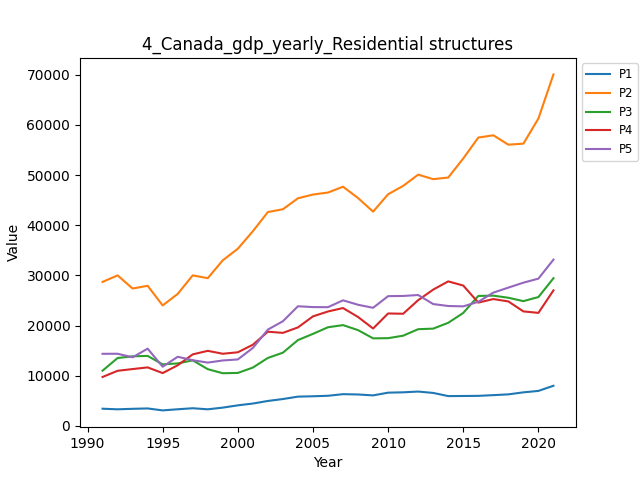 4_Canada_gdp_yearly_Residential structures
P1
P2
P3
P4
P5
70000
60000
50000
40000
30000
20000
10000
0
Value
1990
1995
2000
2005
2010
2015
2020
Year